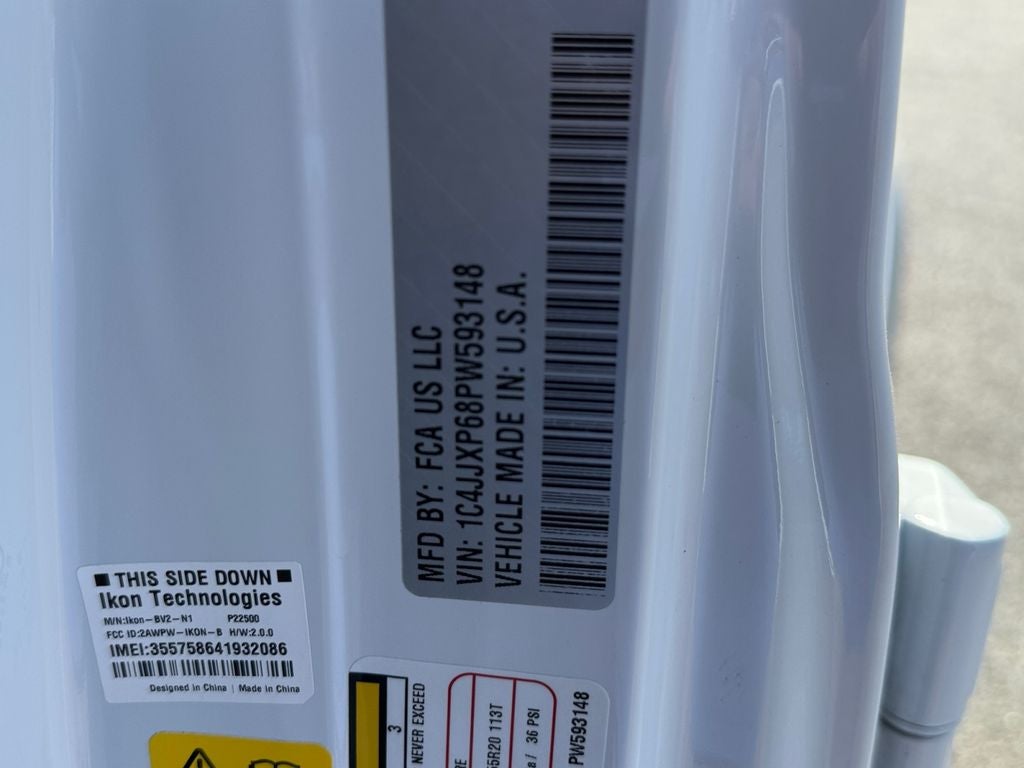 MFD BY: FCA US LLC
VIN: 1C4JJXP68PW593148
VEHICLE MADE IN: U.S.A.
■ THIS SIDE DOWN ■
Ikon Technologies
M/N:Ikon-BV2-N1 P22500
FCC ID:2AWPW-IKON-B H/W:2.0.0
IMEI:355758641932086
Designed in China | Made in China
3
NEVER EXCEED
55R20 113T
/ 36 PSI
PW593148